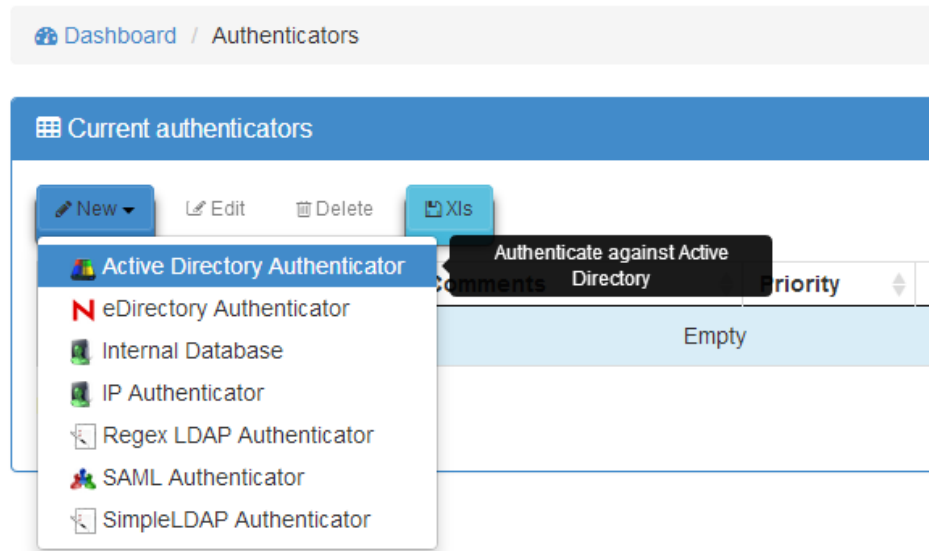 Dashboard / Authenticators
Current authenticators
New Edit Delete Xls
Active Directory Authenticator
Authenticate against Active
Directory
Comments Priority
eDirectory Authenticator
Empty
Internal Database
IP Authenticator
Regex LDAP Authenticator
SAML Authenticator
SimpleLDAP Authenticator